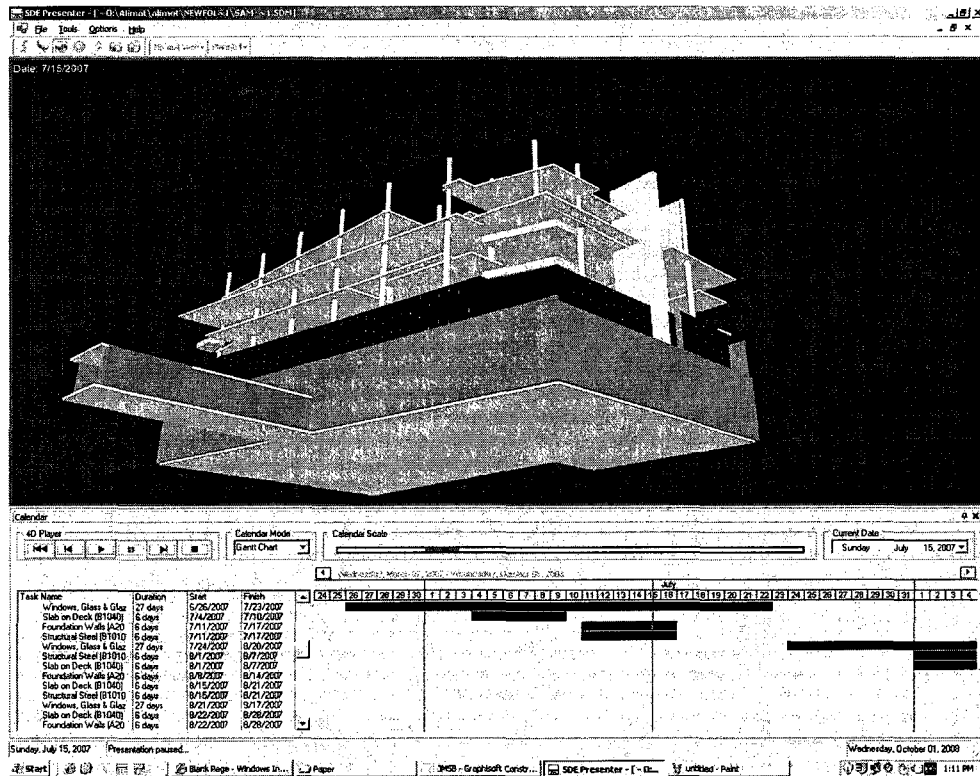 SDE Presenter - [ - O:\Alimot\alimot\NEWFOL~1\SAM
File Tools Options Help
Date: 7/15/2007
Calendar
4D Player
Calendar Mode
Gantt Chart
Calendar Scale
Current Date
Sunday July 15, 2007
July
Task Name Duration Start Finish
24 25 26 27 28 29 30 1 2 3 4 5 6 7 8 9 10 11 12 13 14 15 16 17 18 19 20 21 22 23 24 25 26 27 28 29 30 31 1 2 3 4
Windows, Glass & Glaz 27 days 6/26/2007 7/23/2007
Slab on Deck (B1040) 6 days 7/4/2007 7/10/2007
Foundation Walls (A20 6 days 7/11/2007 7/17/2007
Structural Steel (B1010 6 days 7/11/2007 7/17/2007
Windows, Glass & Glaz 27 days 7/24/2007 8/20/2007
Structural Steel (B1010 6 days 8/1/2007 8/7/2007
Slab on Deck (B1040) 6 days 8/1/2007 8/7/2007
Foundation Walls (A20 6 days 8/8/2007 8/14/2007
Slab on Deck (B1040) 6 days 8/15/2007 8/21/2007
Structural Steel (B1010 6 days 8/15/2007 8/21/2007
Windows, Glass & Glaz 27 days 8/21/2007 9/17/2007
Slab on Deck (B1040) 6 days 8/22/2007 8/28/2007
Foundation Walls (A20 6 days 8/22/2007 8/28/2007
Sunday, July 15, 2007 Presentation paused...
Wednesday, October 01, 2008
Start Blank Page - Windows In... Paper JMSB - Graphisoft Constr... SDE Presenter - [ - O:... untitled - Paint 1:11 PM